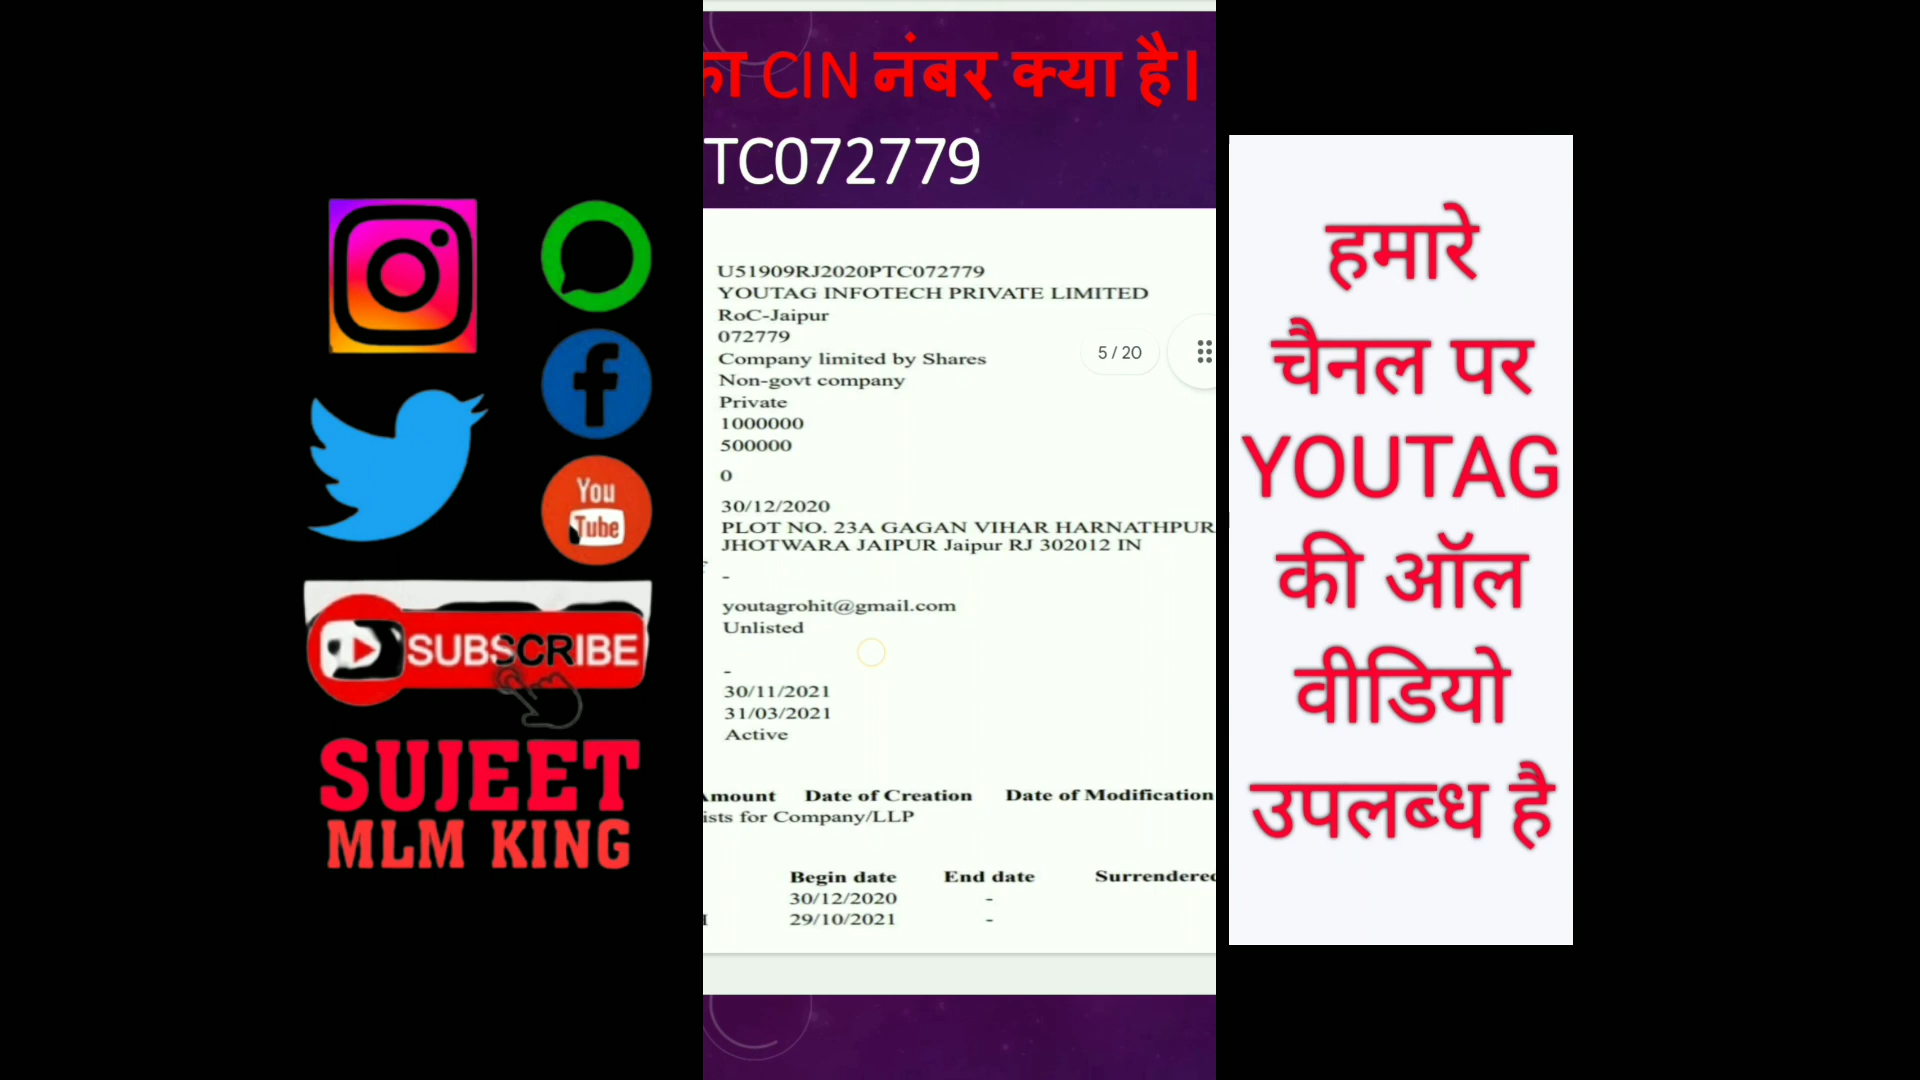 You
Tube
SUBSCRIBE
SUJEET
MLM KING
का CIN नंबर क्या है।
TC072779
U51909RJ2020PTC072779
YOUTAG INFOTECH PRIVATE LIMITED
RoC-Jaipur
072779
Company limited by Shares
Non-govt company
Private
1000000
500000
0
30/12/2020
PLOT NO. 23A GAGAN VIHAR HARNATHPUR
JHOTWARA JAIPUR Jaipur RJ 302012 IN
-
youtagrohit@gmail.com
Unlisted
-
30/11/2021
31/03/2021
Active
5 / 20
Amount Date of Creation Date of Modification
ists for Company/LLP
Begin date End date Surrendered
30/12/2020 -
29/10/2021 -
हमारे
चैनल पर
YOUTAG
की ऑल
वीडियो
उपलब्ध है